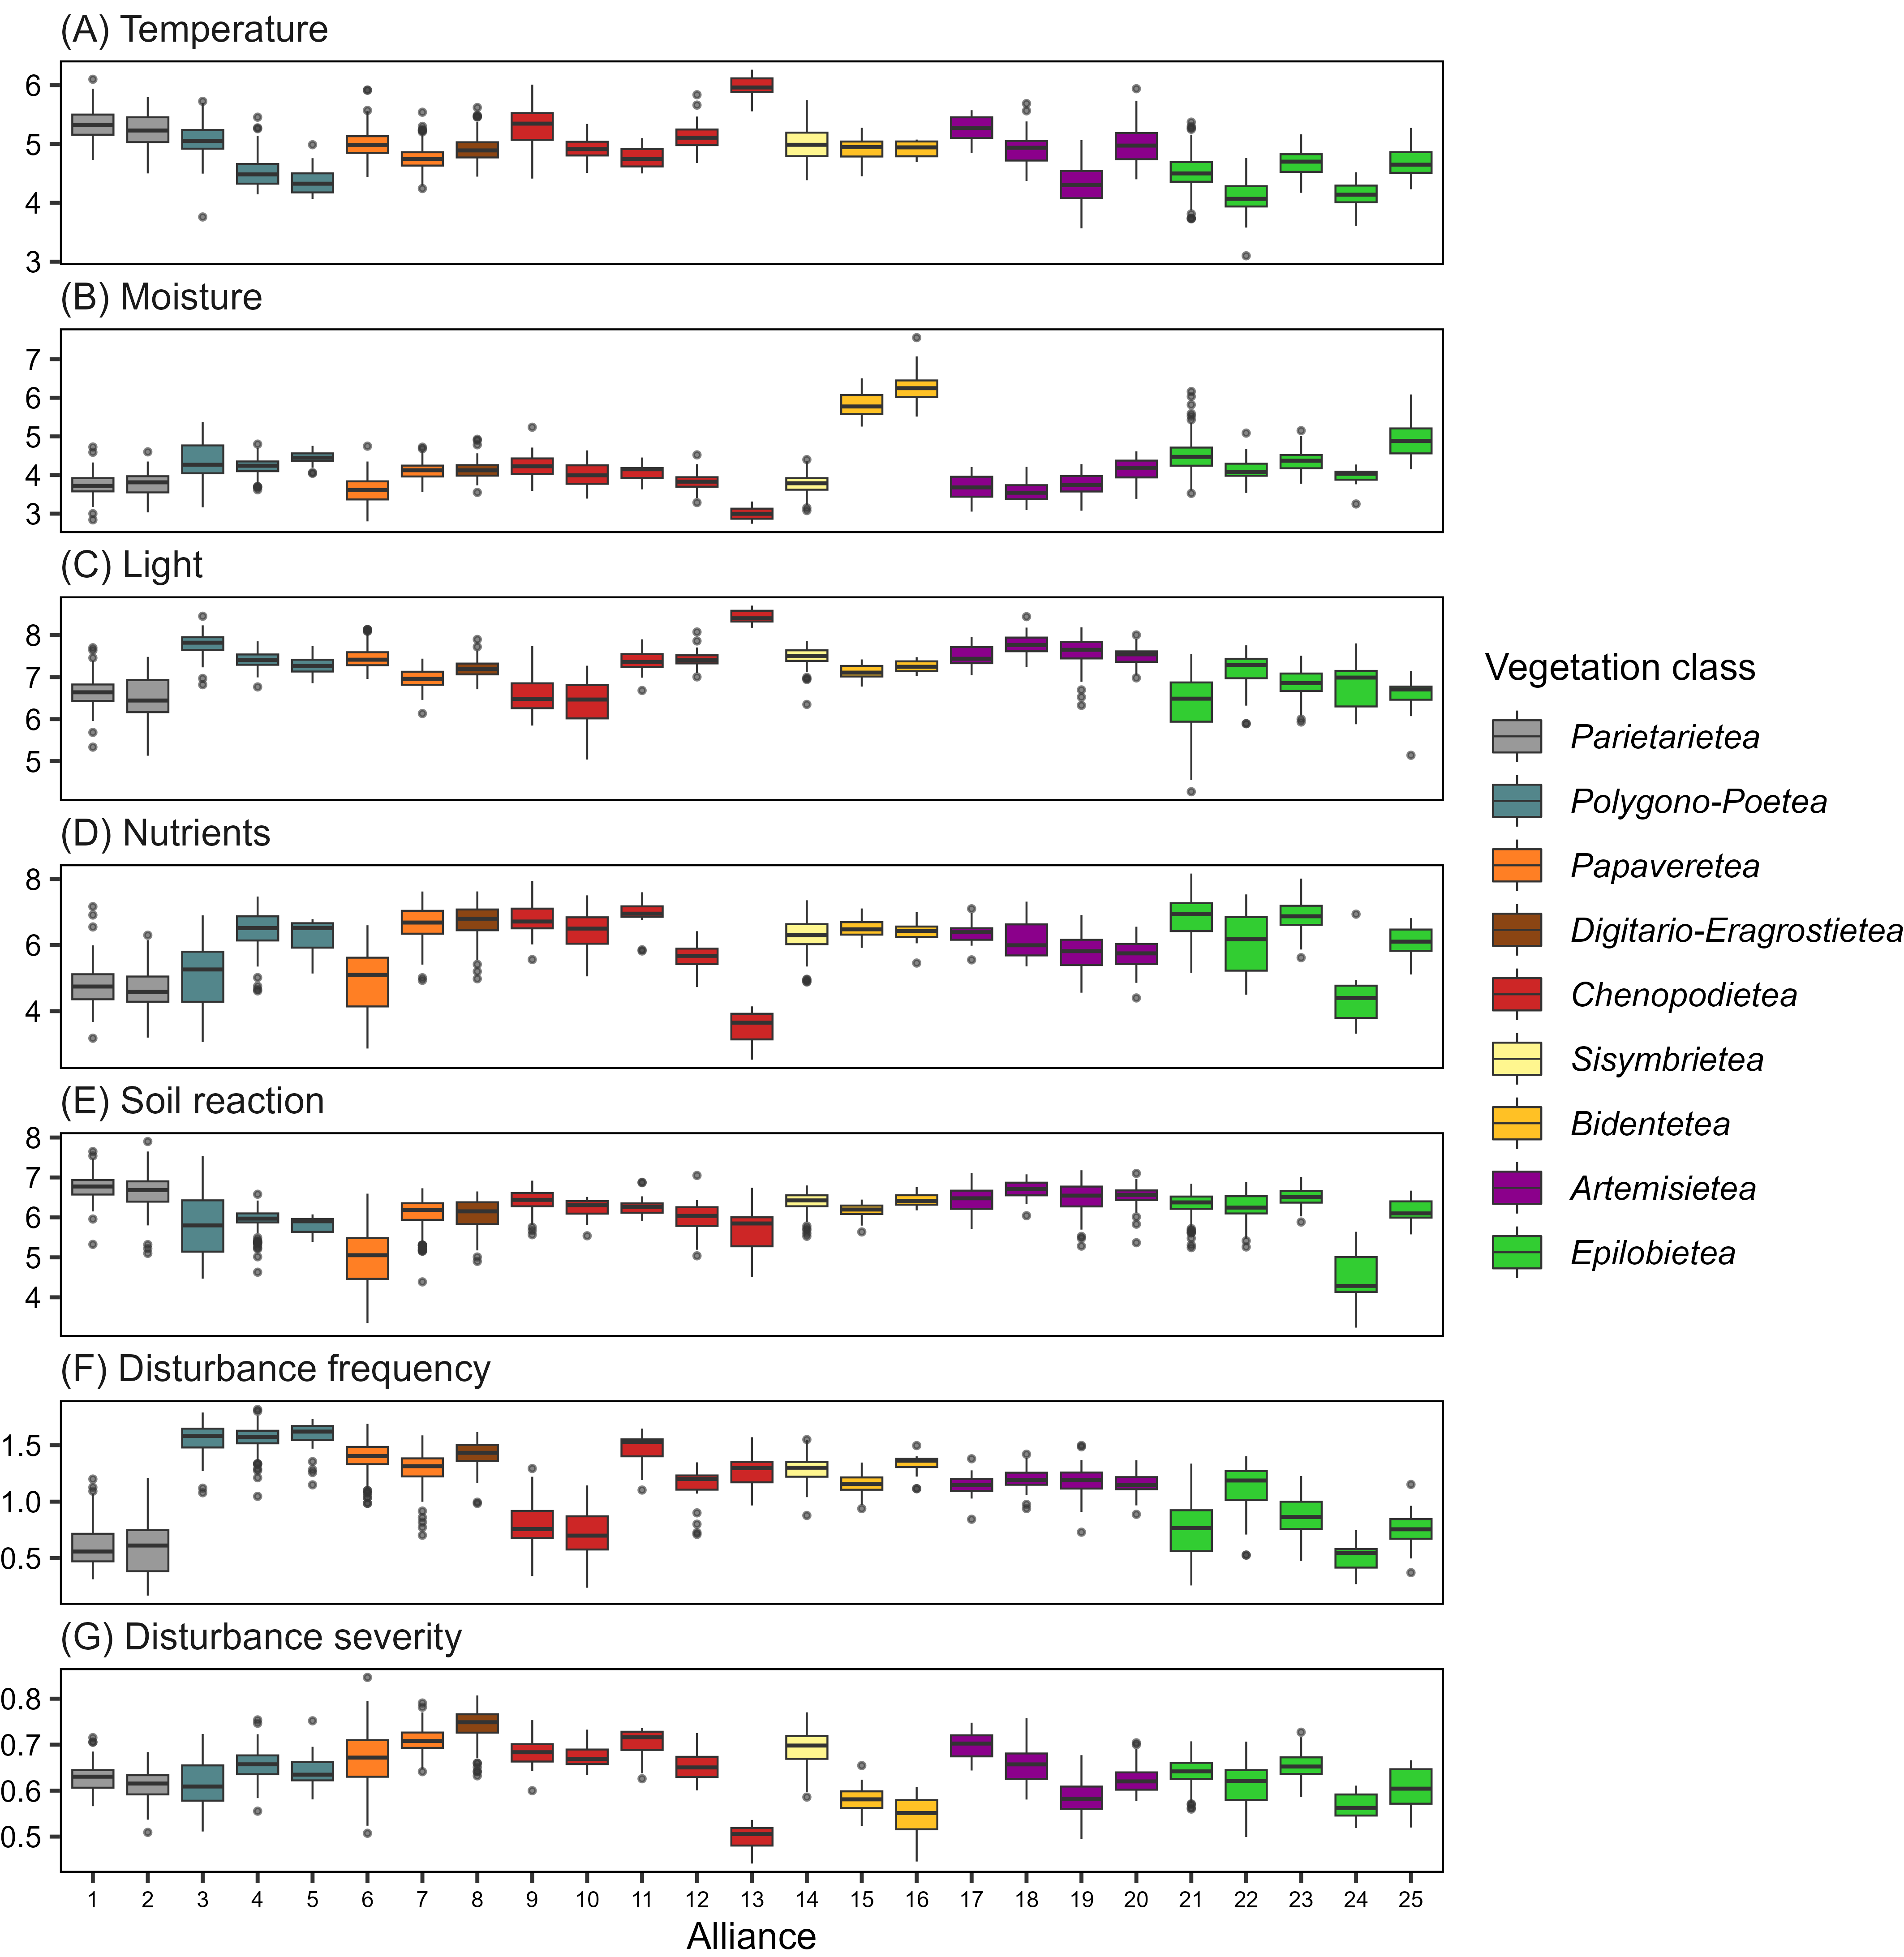 (A) Temperature
6
5
4
3
(B) Moisture
7
6
5
4
3
(C) Light
8
7
6
5
(D) Nutrients
8
6
4
(E) Soil reaction
8
7
6
5
4
(F) Disturbance frequency
1.5
1.0
0.5
(G) Disturbance severity
0.8
0.7
0.6
0.5
1 2 3 4 5 6 7 8 9 10 11 12 13 14 15 16 17 18 19 20 21 22 23 24 25
Alliance
Vegetation class
Parietarietea
Polygono-Poetea
Papaveretea
Digitario-Eragrostietea
Chenopodietea
Sisymbrietea
Bidentetea
Artemisietea
Epilobietea